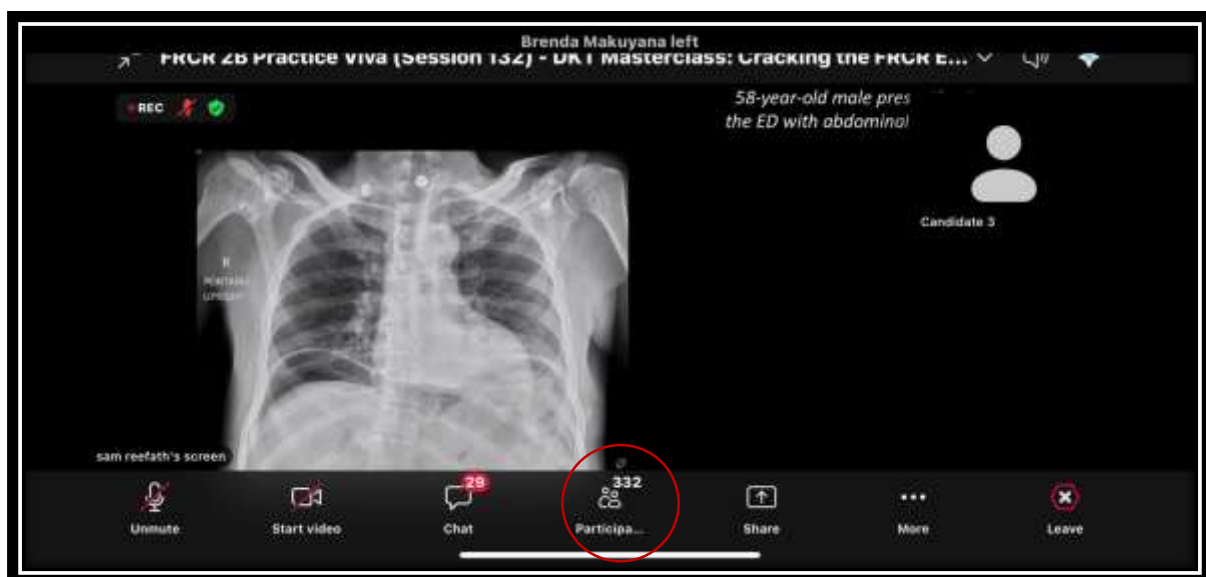 Brenda Makuyana left
FRCR 2B Practice Viva (Session 132) - DKT Masterclass: Cracking the FRCR E...
REC
58-year-old male pres
the ED with abdominal
Candidate 3
R
sam reefath's screen
29
332
Unmute
Start video
Chat
Participa...
Share
More
Leave